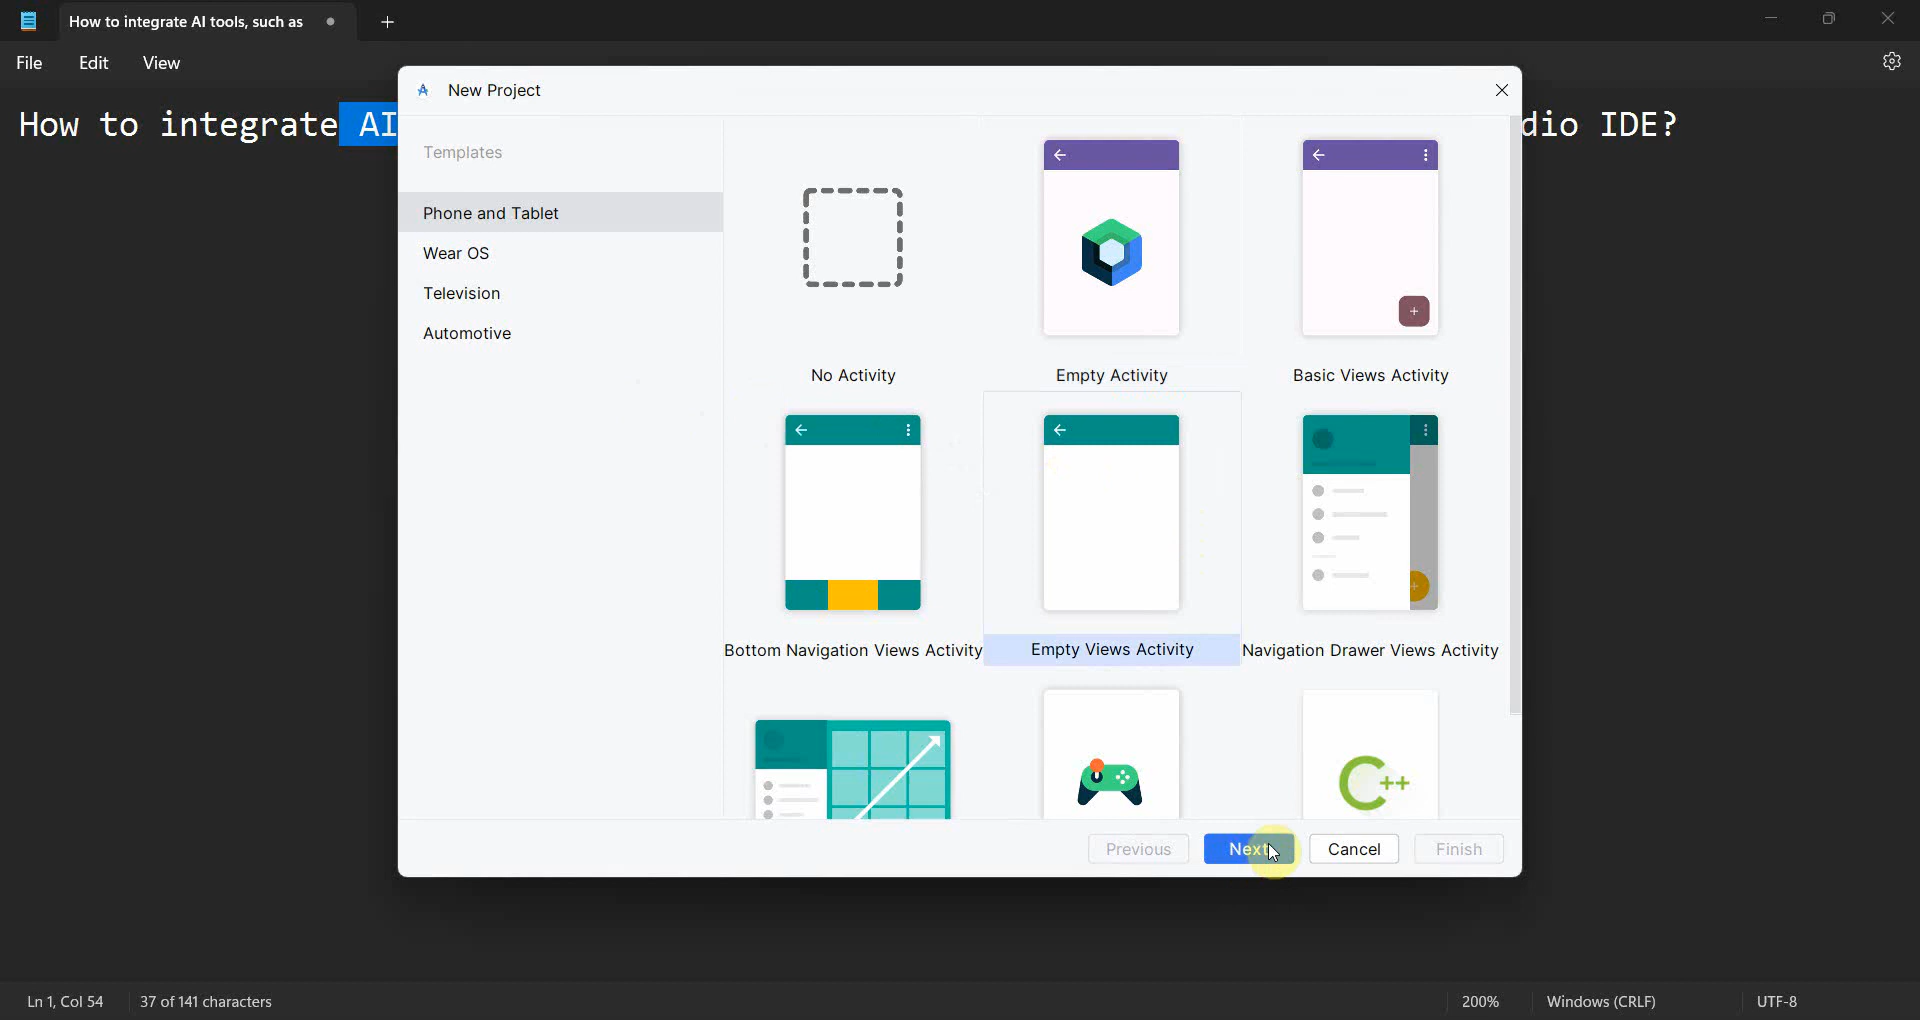 How to integrate AI tools, such as
File Edit View
How to integrate AI
dio IDE?
New Project
Templates
Phone and Tablet
Wear OS
Television
Automotive
No Activity
Empty Activity
Basic Views Activity
Bottom Navigation Views Activity
Empty Views Activity
Navigation Drawer Views Activity
C++
Previous
Next
Cancel
Finish
Ln 1, Col 54
37 of 141 characters
200%
Windows (CRLF)
UTF-8